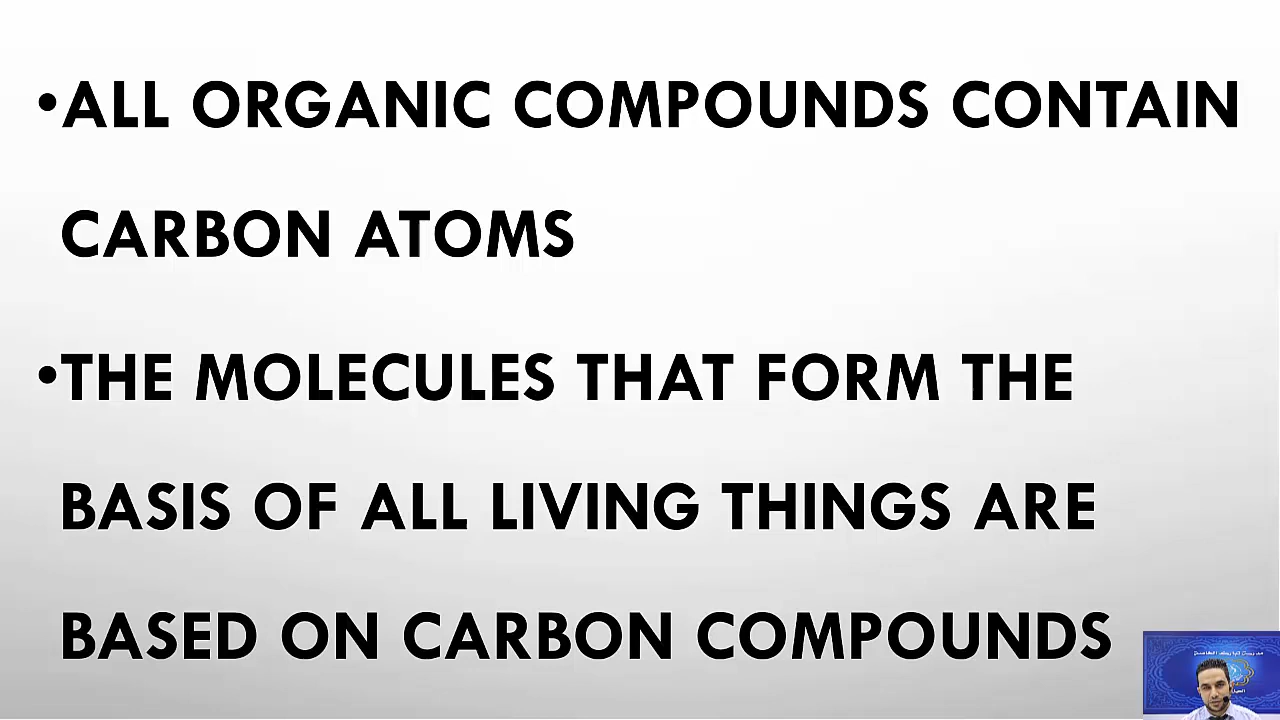 •ALL ORGANIC COMPOUNDS CONTAIN
CARBON ATOMS
•THE MOLECULES THAT FORM THE
BASIS OF ALL LIVING THINGS ARE
BASED ON CARBON COMPOUNDS